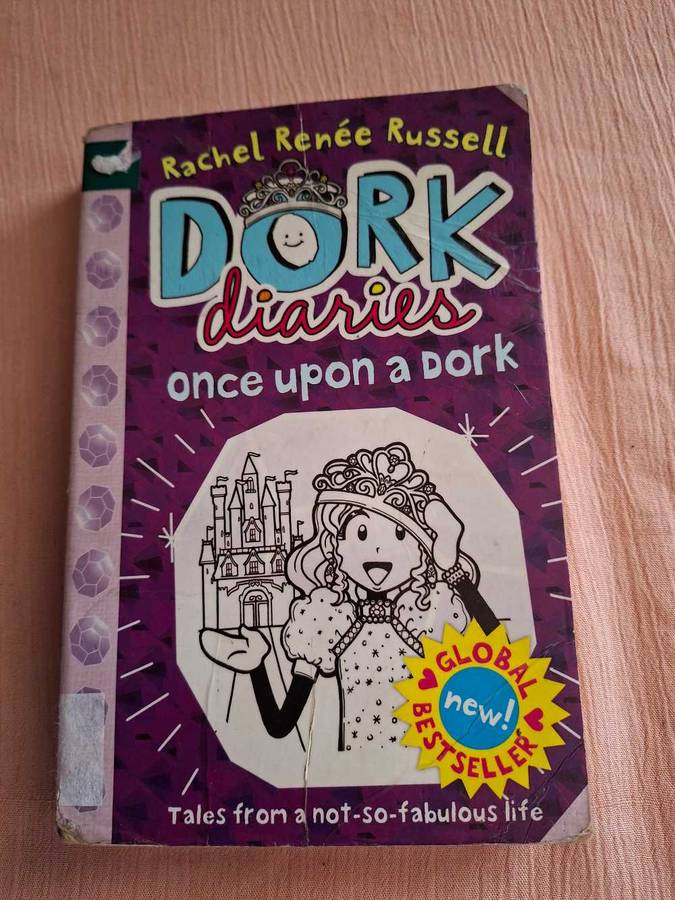 Rachel Renée Russell
DORK
diaries
once upon a Dork
GLOBAL
new!
BESTSELLER
Tales from a not-so-fabulous life